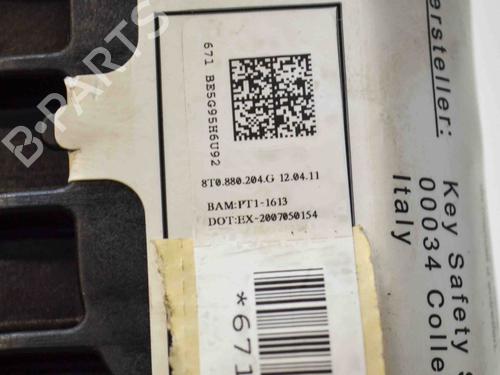 671 BE5G95H6U92
8T0.880.204.G 12.04.11
BAM:PT1-1613
DOT:EX-2007050154
*671
ersteller:
Key Safety S
00034 Colle
Italy
B-PARTS